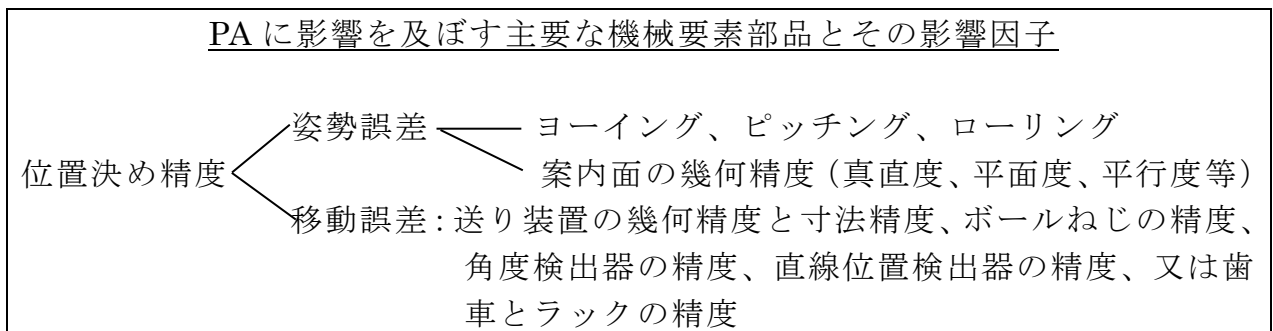 PAに影響を及ぼす主要な機械要素部品とその影響因子
姿勢誤差 ヨーイング、ピッチング、ローリング
位置決め精度 案内面の幾何精度（真直度、平面度、平行度等）
移動誤差：送り装置の幾何精度と寸法精度、ボールねじの精度、
角度検出器の精度、直線位置検出器の精度、又は歯
車とラックの精度